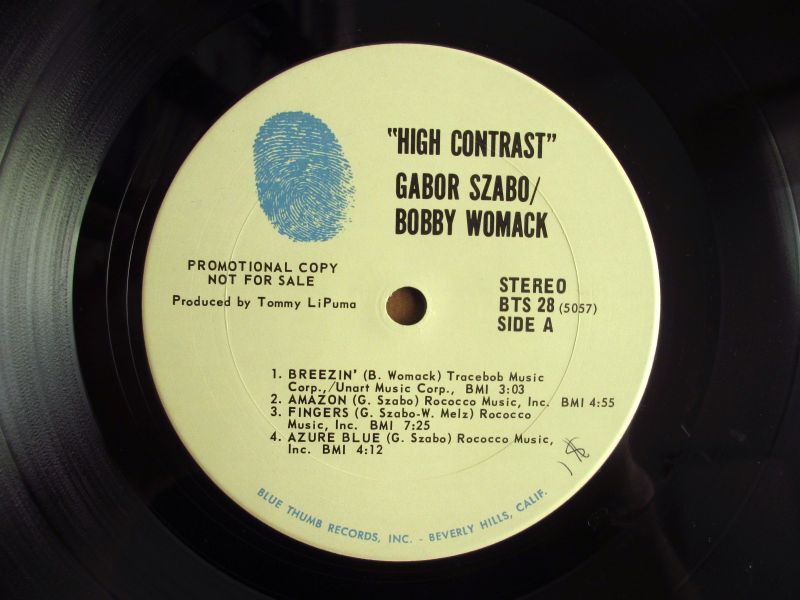 "HIGH CONTRAST"
GABOR SZABO/
BOBBY WOMACK
PROMOTIONAL COPY
NOT FOR SALE
Produced by Tommy LiPuma
STEREO
BTS 28 (5057)
SIDE A
1. BREEZIN' (B. Womack) Tracebob Music
Corp.,/Unart Music Corp., BMI 3:03
2. AMAZON (G. Szabo) Rococco Music, Inc. BMI 4:55
3. FINGERS (G. Szabo-W. Melz) Rococco
Music, Inc. BMI 7:25
4. AZURE BLUE (G. Szabo) Rococco Music,
Inc. BMI 4:12
BLUE THUMB RECORDS, INC. - BEVERLY HILLS, CALIF.